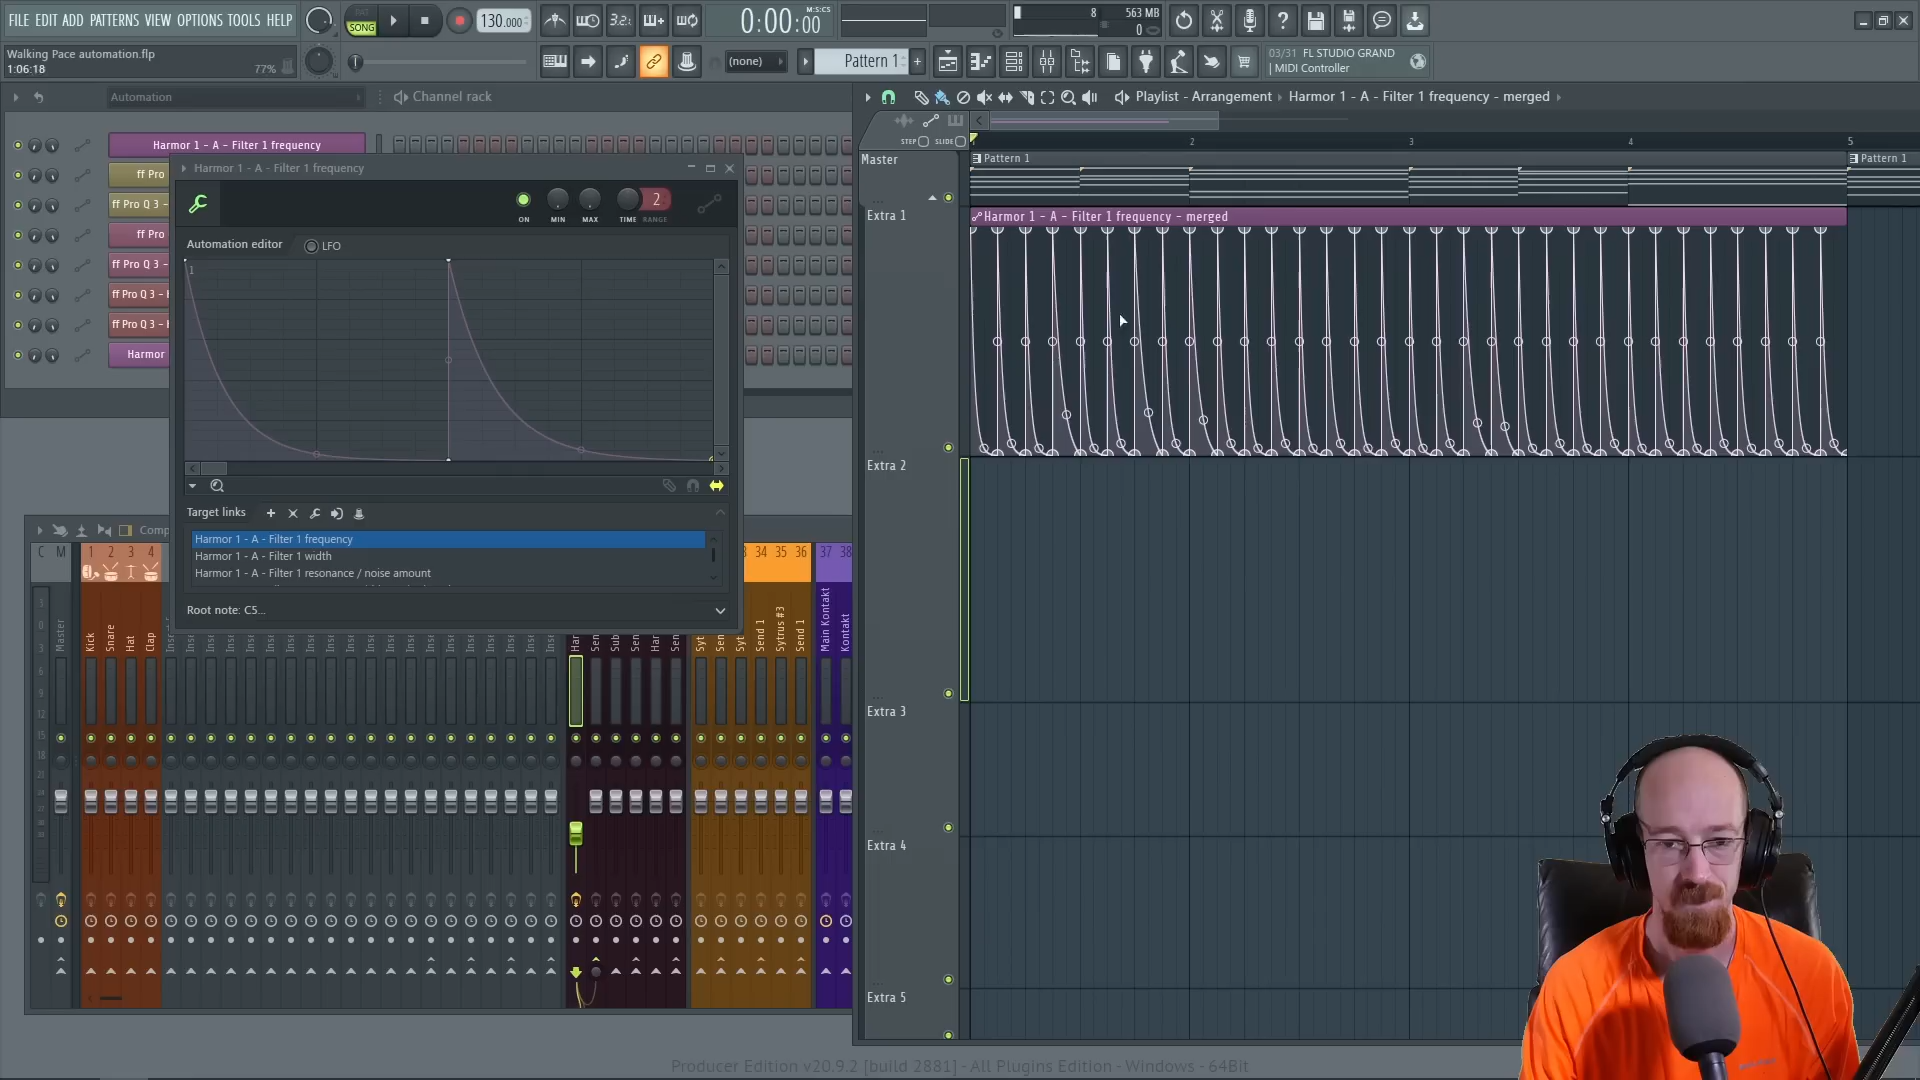 FILE EDIT ADD PATTERNS VIEW OPTIONS TOOLS HELP
PAT
SONG
130.000
3.2.
0:00:00
M:S:CS
8
563 MB
0
Walking Pace automation.flp
1:06:18
77%
(none)
Pattern 1
+
03/31 FL STUDIO GRAND
| MIDI Controller
Automation
Channel rack
Playlist - Arrangement › Harmor 1 - A - Filter 1 frequency - merged ›
STEP
SLIDE
1
2
3
4
5
Pattern 1
Pattern 1
Master
Extra 1
Harmor 1 - A - Filter 1 frequency - merged
Extra 2
Extra 3
Extra 4
Extra 5
Harmor 1 - A - Filter 1 frequency
ff Pro
ff Pro Q 3 -
ff Pro
ff Pro Q 3 -
ff Pro Q 3 -
ff Pro Q 3 -
Harmor
Harmor 1 - A - Filter 1 frequency
2
ON
MIN
MAX
TIME
RANGE
Automation editor
LFO
1
Target links
Harmor 1 - A - Filter 1 frequency
Harmor 1 - A - Filter 1 width
Harmor 1 - A - Filter 1 resonance / noise amount
Root note: C5...
Comp
C
M
1
2
3
4
34
35
36
37
38
Master
Kick
Snare
Hat
Clap
Inse
Har
Sen
Sub
Sen
Har
Sen
Syt
Sen
Syt
Send 1
Sytrus #3
Send 1
Main Kontakt
Kontakt
Producer Edition v20.9.2 [build 2881] - All Plugins Edition - Windows - 64Bit